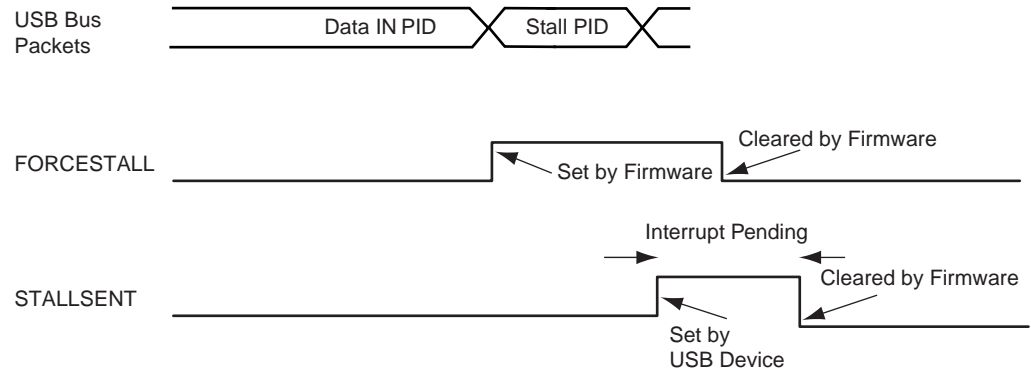 USB Bus
Packets
Data IN PID
Stall PID
FORCESTALL
Set by Firmware
Cleared by Firmware
Interrupt Pending
STALLSENT
Cleared by Firmware
Set by
USB Device